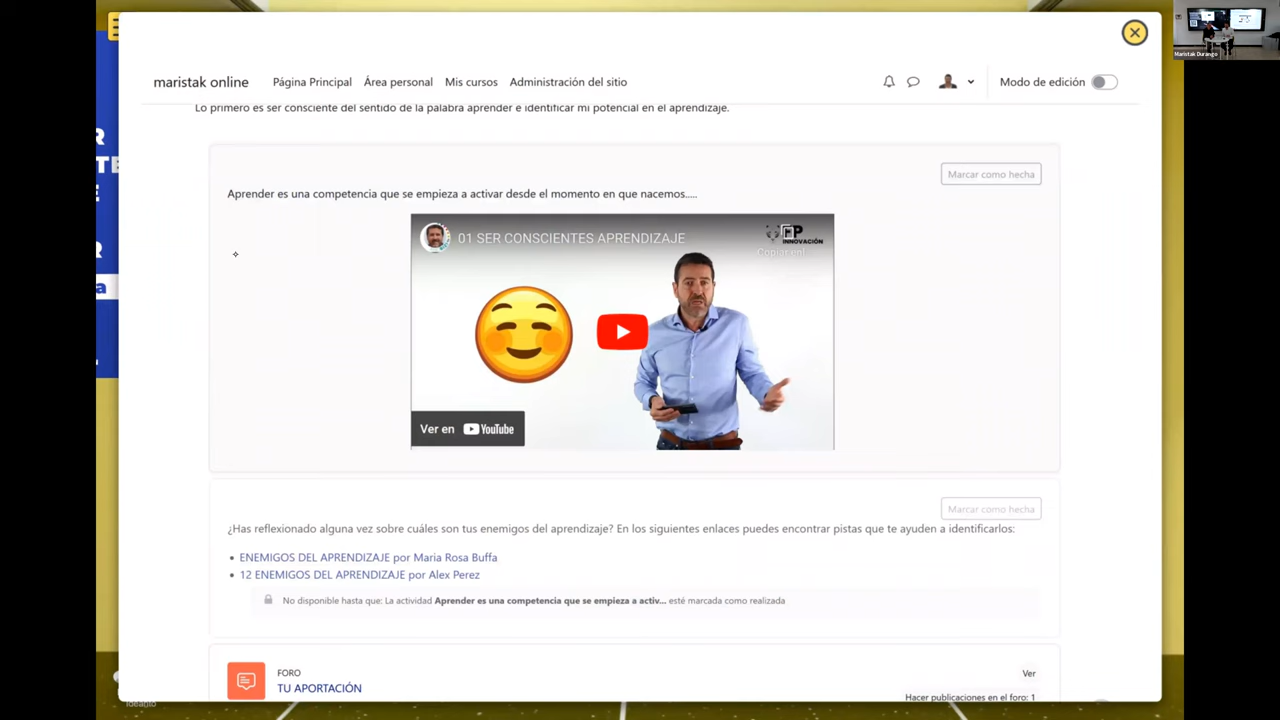 Maristak Durango
maristak online
Página Principal
Área personal
Mis cursos
Administración del sitio
Modo de edición
Lo primero es ser consciente del sentido de la palabra aprender e identificar mi potencial en el aprendizaje.
Marcar como hecha
Aprender es una competencia que se empieza a activar desde el momento en que nacemos.....
01 SER CONSCIENTES APRENDIZAJE
INNOVACIÓN
Ver en YouTube
Marcar como hecha
¿Has reflexionado alguna vez sobre cuáles son tus enemigos del aprendizaje? En los siguientes enlaces puedes encontrar pistas que te ayuden a identificarlos:
ENEMIGOS DEL APRENDIZAJE por Maria Rosa Buffa
12 ENEMIGOS DEL APRENDIZAJE por Alex Perez
No disponible hasta que: La actividad Aprender es una competencia que se empieza a activ... esté marcada como realizada
FORO
Ver
TU APORTACIÓN
Hacer publicaciones en el foro: 1